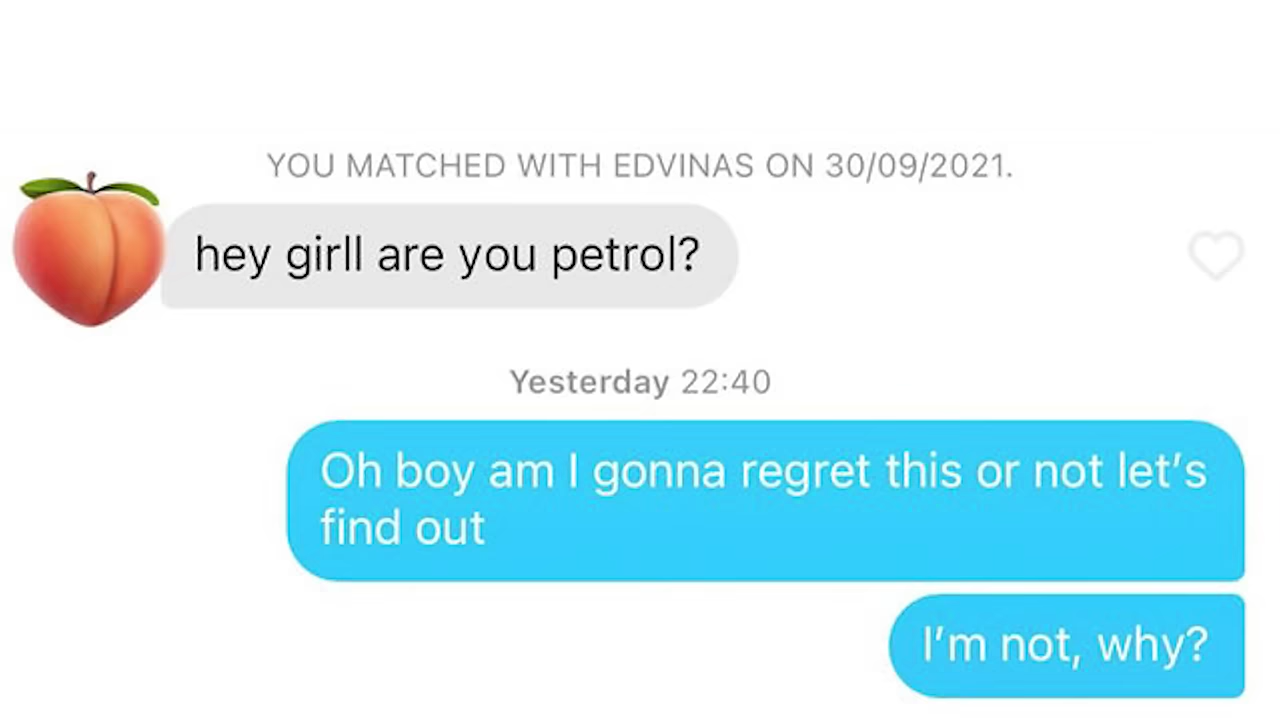 YOU MATCHED WITH EDVINAS ON 30/09/2021.
hey girll are you petrol?
Yesterday 22:40
Oh boy am I gonna regret this or not let’s
find out
I’m not, why?